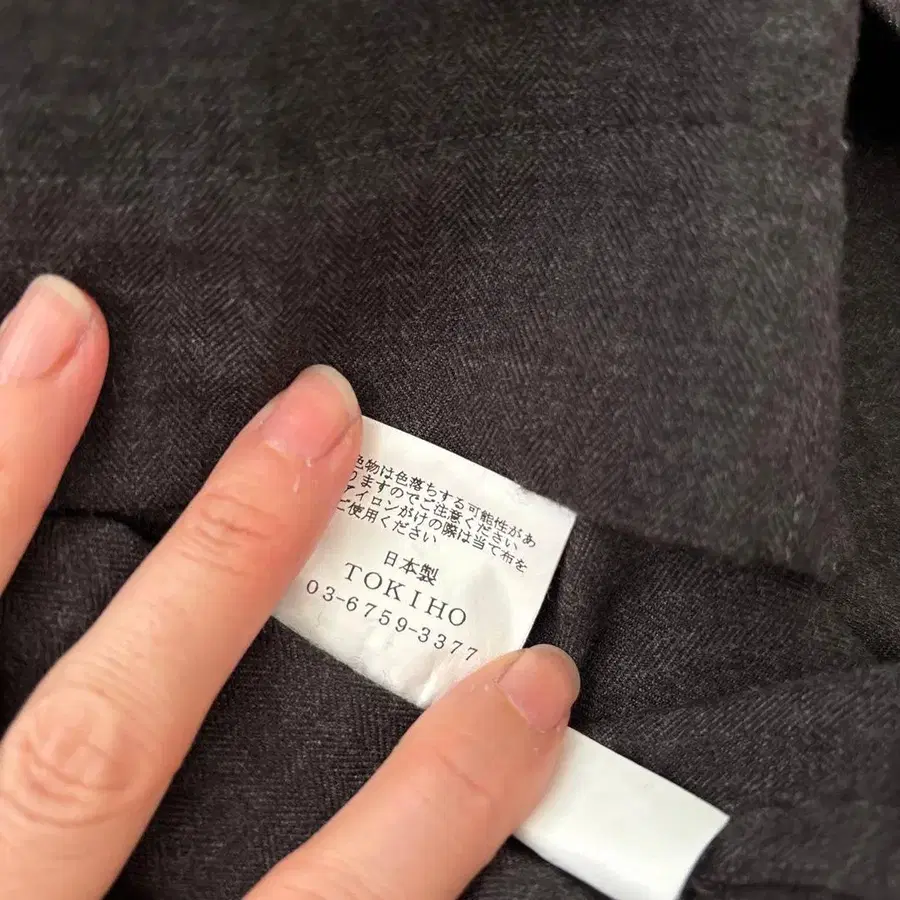 色物は色落ちする可能性があ
りますのでご注意ください
アイロンがけの際は当て布を
ご使用ください
日本製
TOKIHO
03-6759-3377